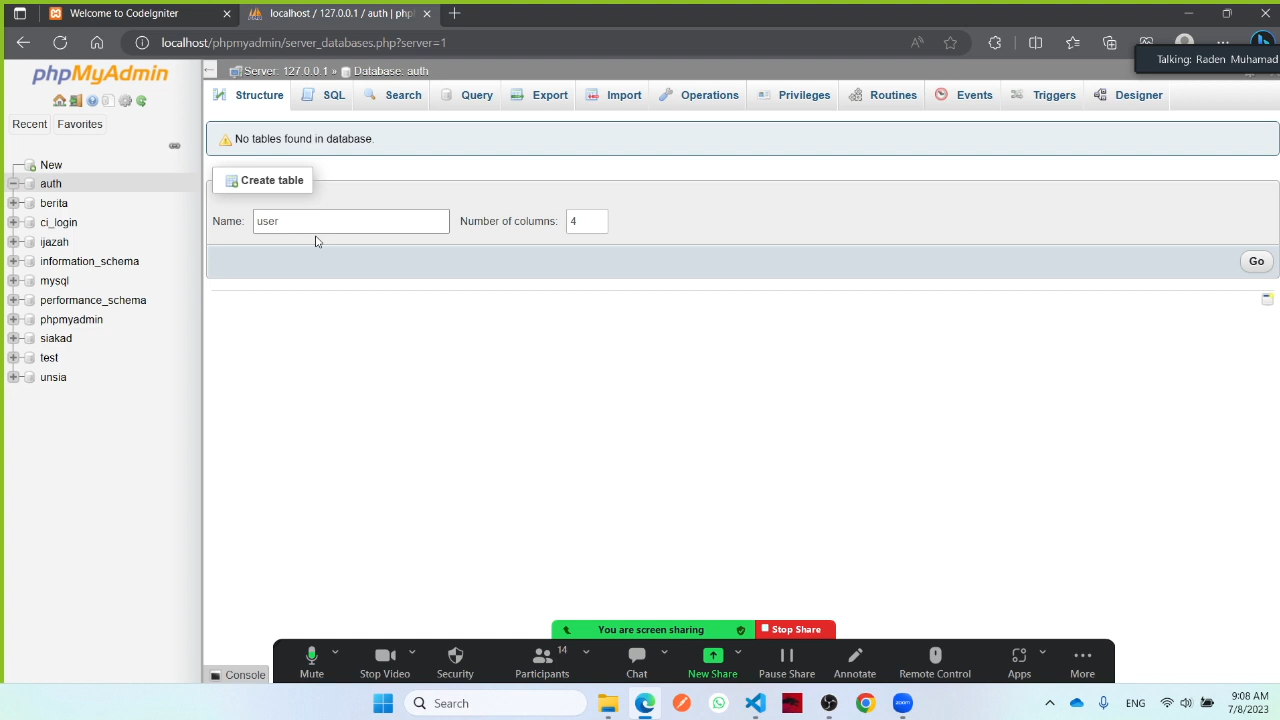 Welcome to CodeIgniter
localhost / 127.0.0.1 / auth | phpl
localhost/phpmyadmin/server_databases.php?server=1
Talking: Raden Muhamad
phpMyAdmin
Recent
Favorites
New
auth
berita
ci_login
ijazah
information_schema
mysql
performance_schema
phpmyadmin
siakad
test
unsia
Server: 127.0.0.1 » Database: auth
Structure
SQL
Search
Query
Export
Import
Operations
Privileges
Routines
Events
Triggers
Designer
No tables found in database.
Create table
Name: user
Number of columns: 4
Go
Console
You are screen sharing
Stop Share
Mute
Stop Video
Security
14
Participants
Chat
New Share
Pause Share
Annotate
Remote Control
Apps
More
Search
zoom
ENG
9:08 AM
7/8/2023